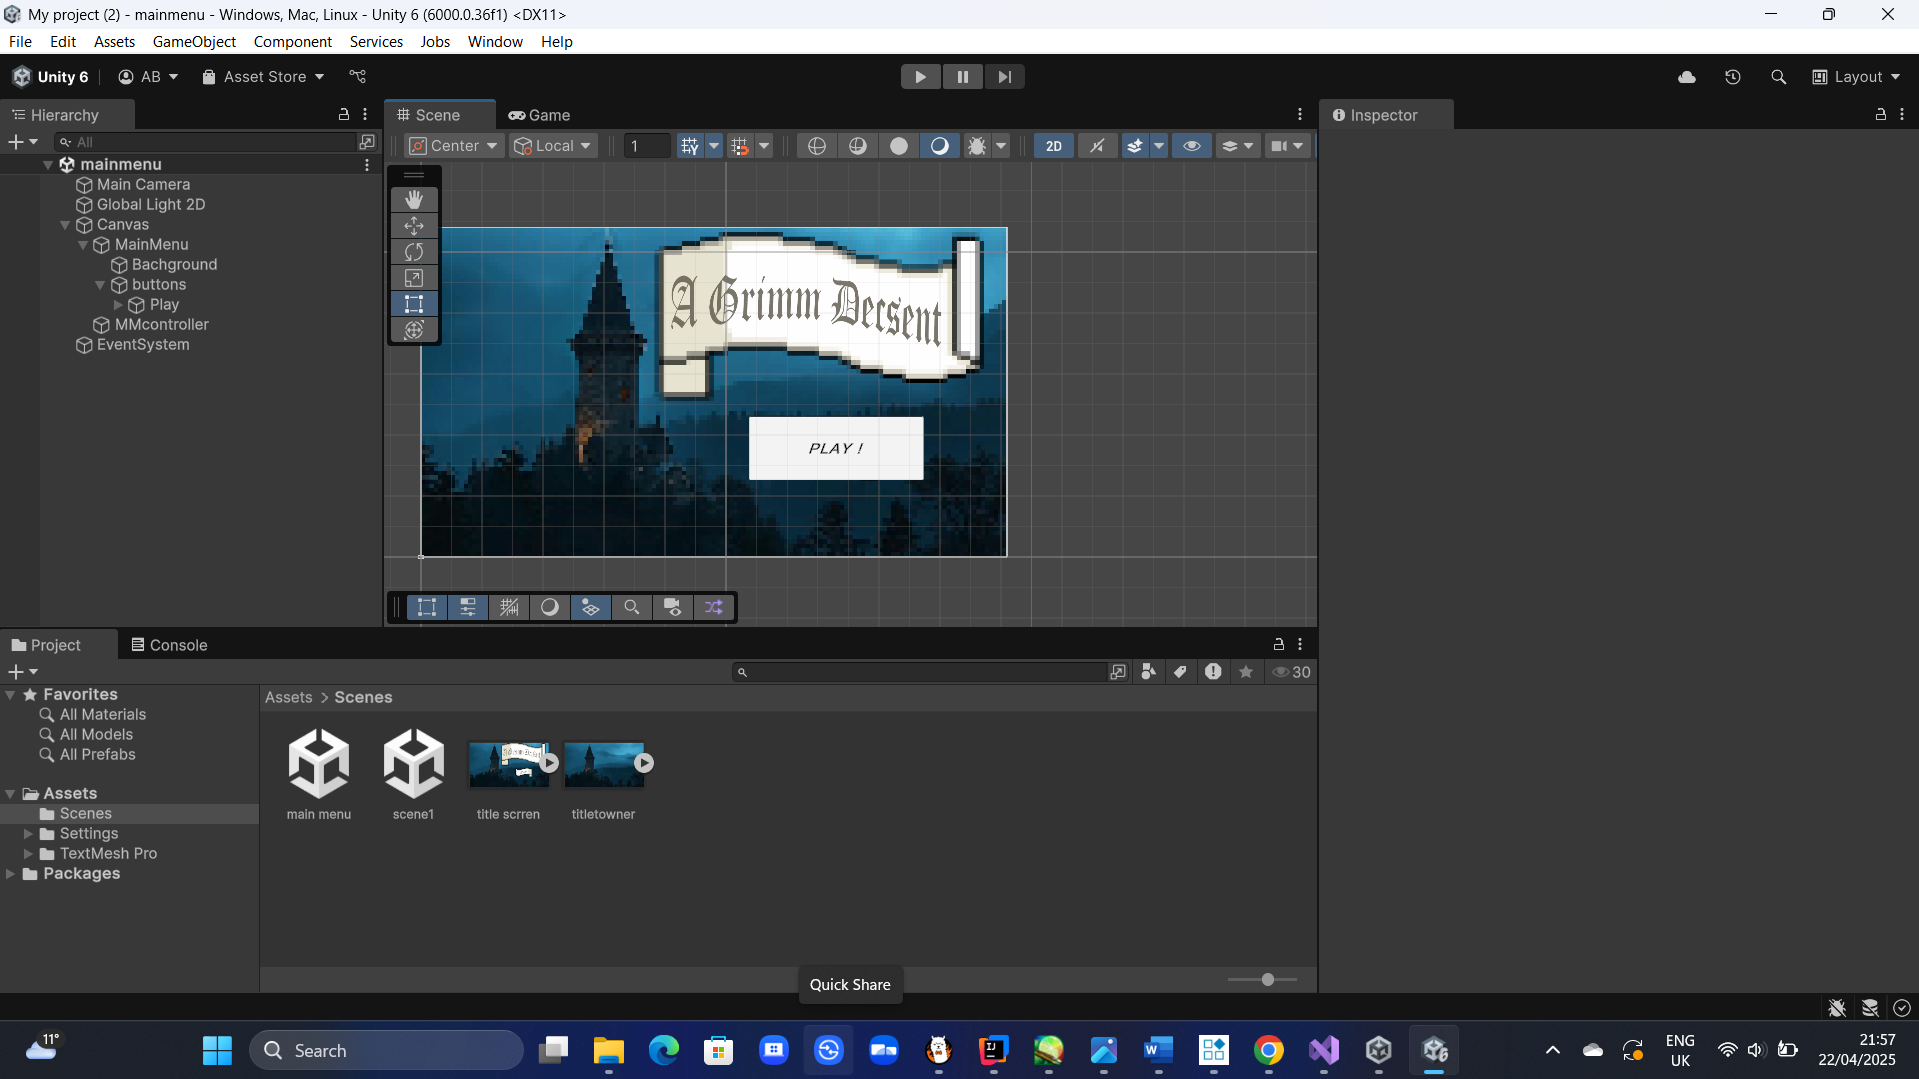 My project (2) - mainmenu - Windows, Mac, Linux - Unity 6 (6000.0.36f1) <DX11>
File Edit Assets GameObject Component Services Jobs Window Help
Unity 6 AB Asset Store Layout
Hierarchy
All
mainmenu
Main Camera
Global Light 2D
Canvas
MainMenu
Bachground
buttons
Play
MMcontroller
EventSystem
Scene Game
Center Local 1 2D
A Grimm Decsent
PLAY !
Inspector
Project Console
30
Favorites
All Materials
All Models
All Prefabs
Assets
Scenes
Settings
TextMesh Pro
Packages
Assets > Scenes
main menu scene1 title scrren titletowner
Quick Share
11°
Search
ENG
UK
21:57
22/04/2025